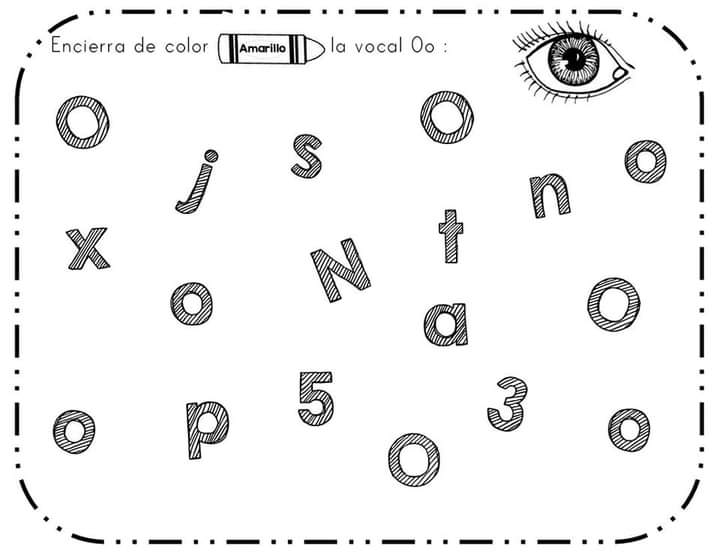 Encierra de color Amarillo la vocal Oo :
O O
j s n o
x N t
o a O
5 3
o p O o